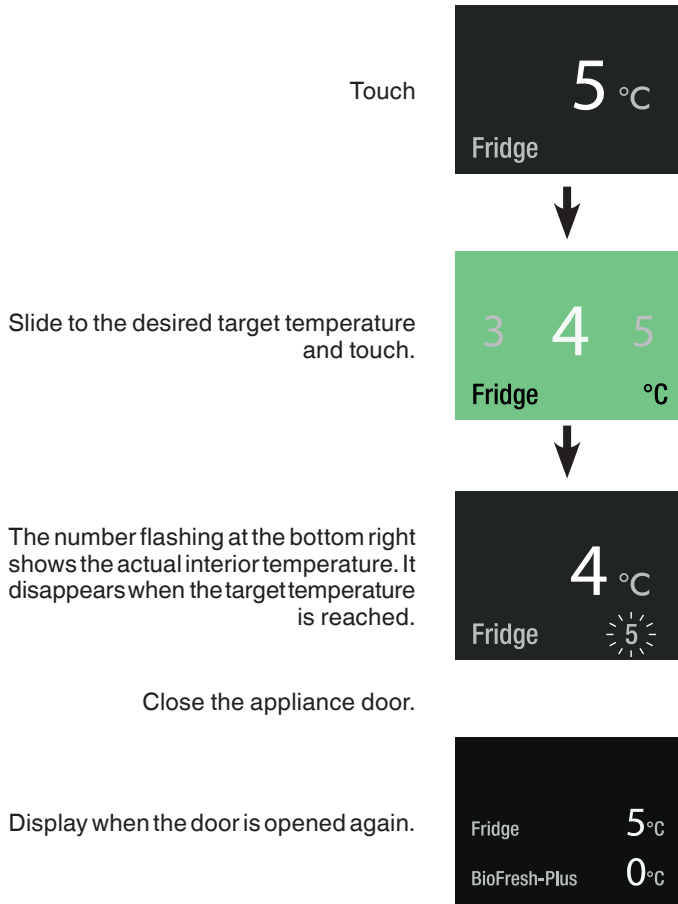 Touch
5 °C
Fridge
Slide to the desired target temperature
and touch.
3 4 5
Fridge °C
The number flashing at the bottom right
shows the actual interior temperature. It
disappears when the target temperature
is reached.
4 °C
Fridge 5
Close the appliance door.
Display when the door is opened again.
Fridge 5°C
BioFresh-Plus 0°C